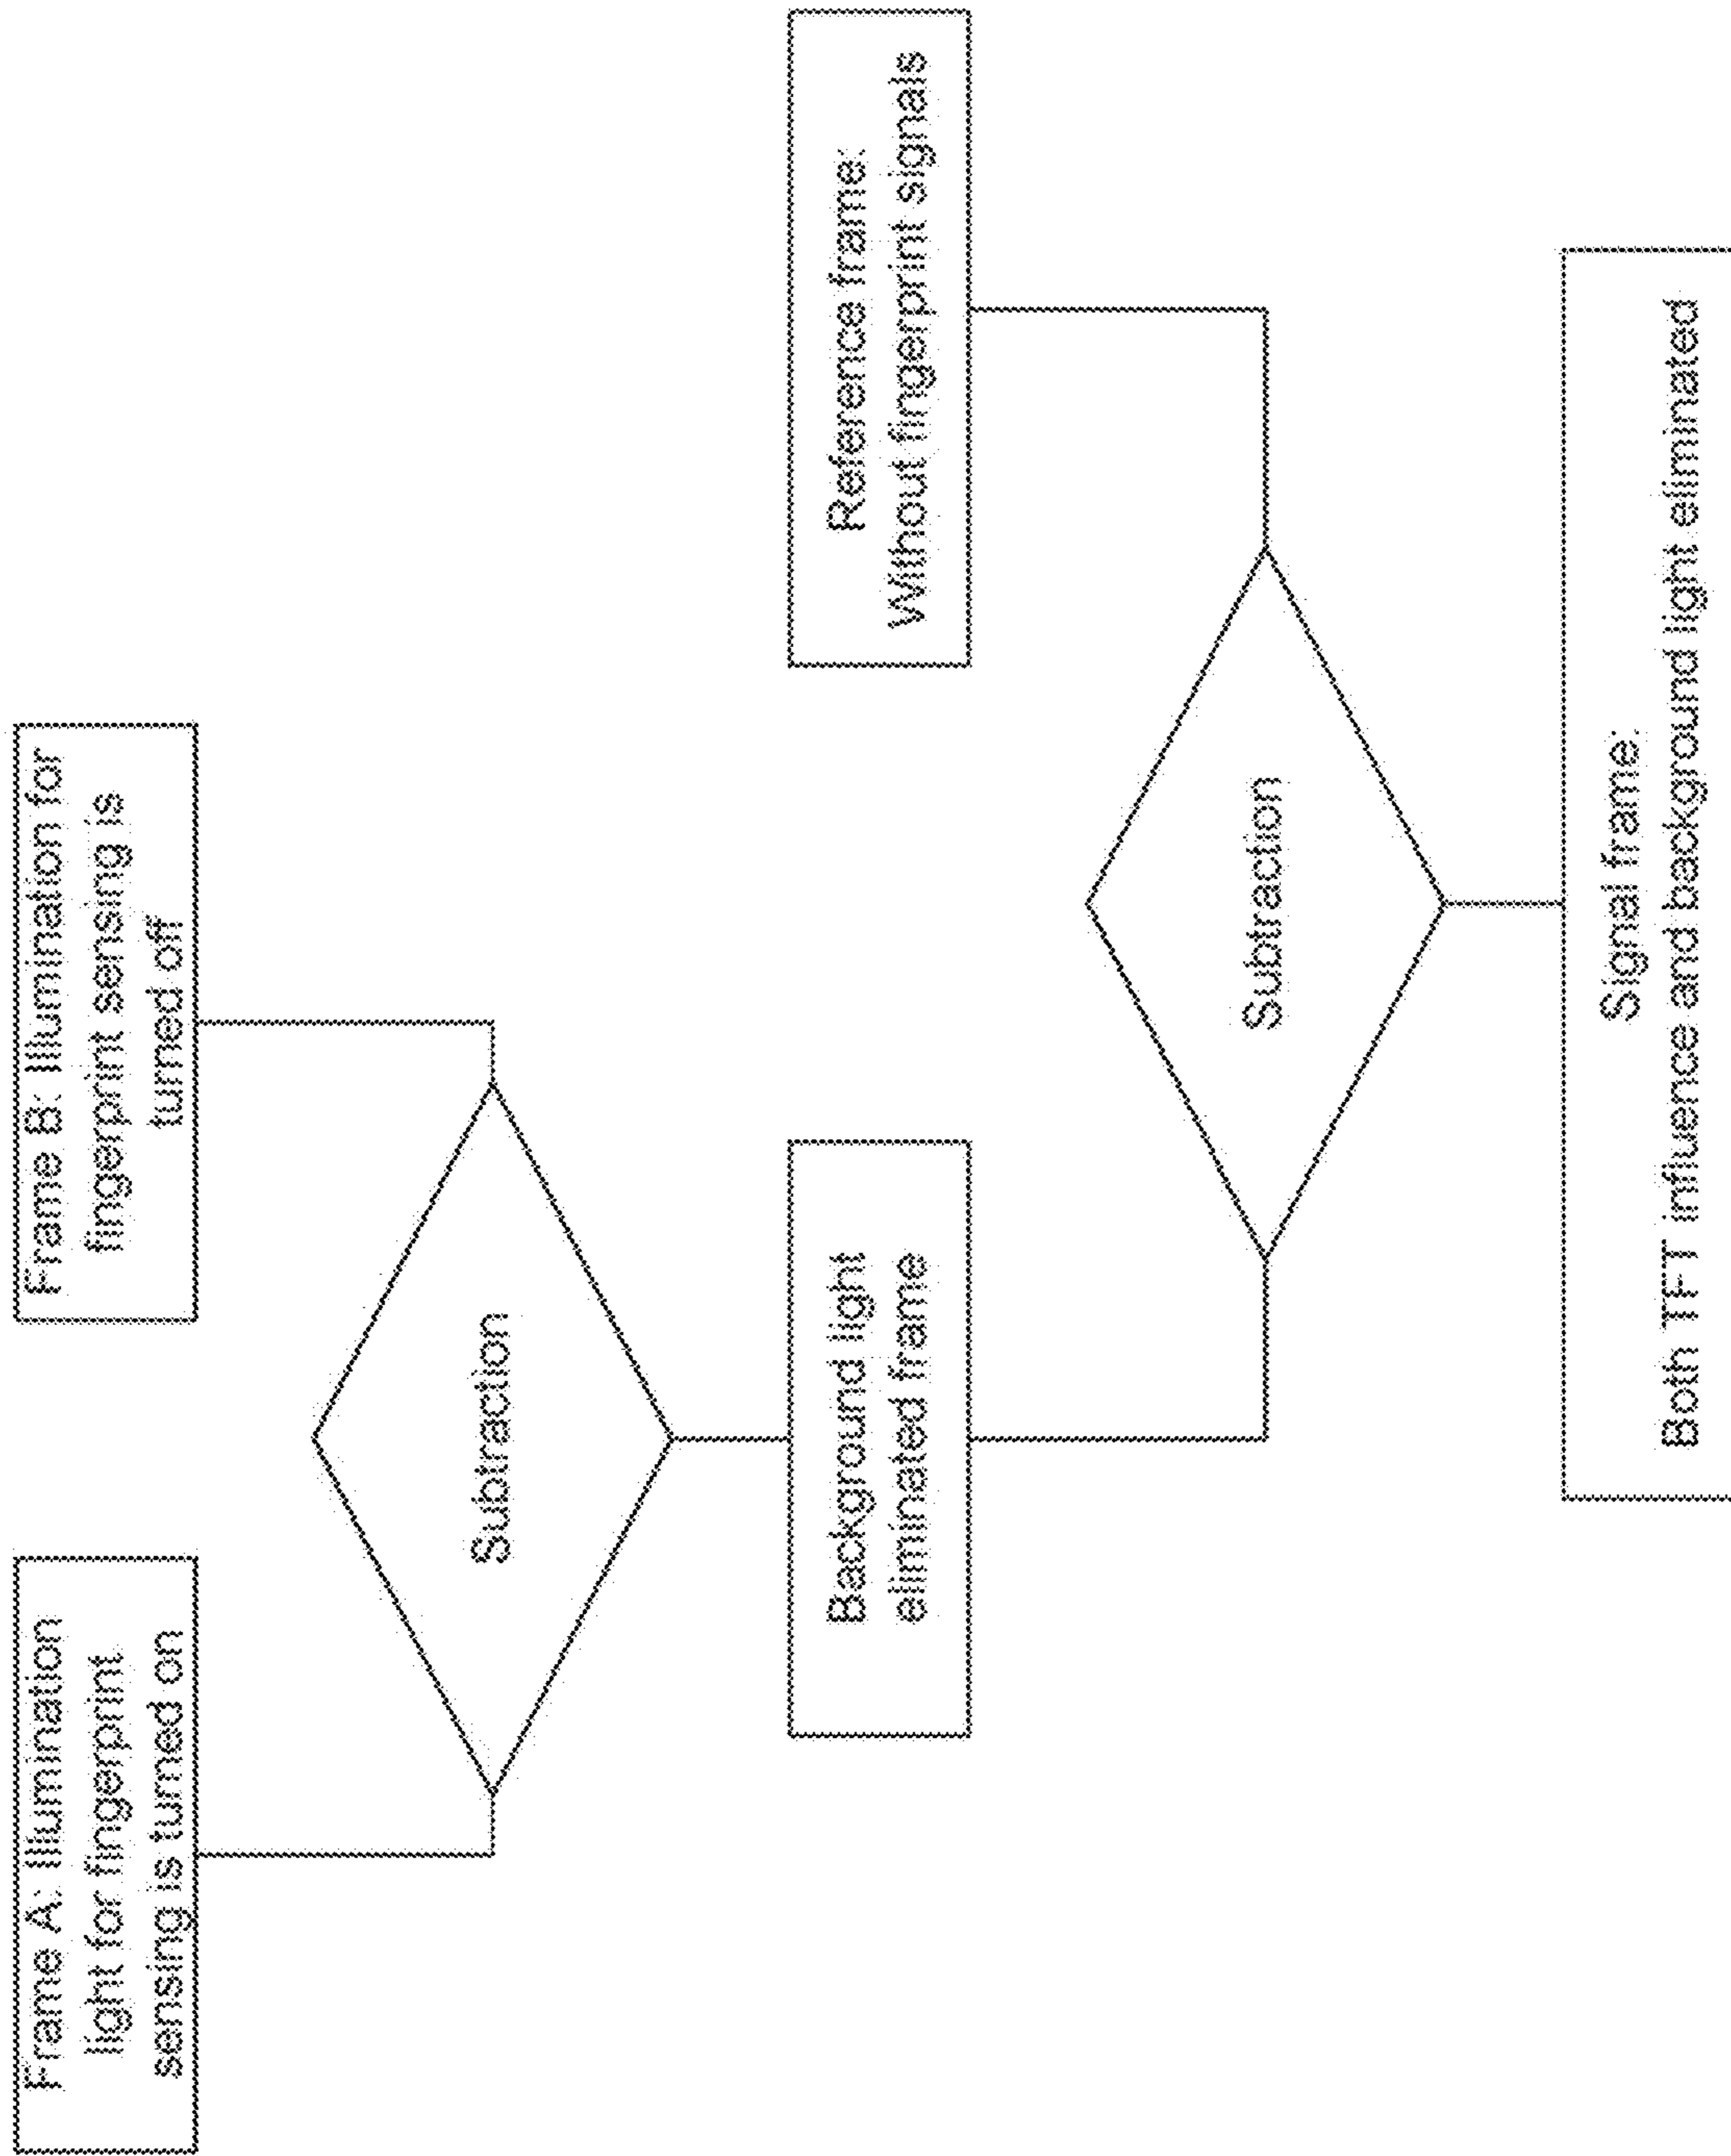 Frame A: Illumination
light for fingerprint
sensing is turned on
Frame B: Illumination for
fingerprint sensing is
turned off
Subtraction
Background light
eliminated frame
Reference frame:
Without fingerprint signals
Subtraction
Signal frame:
Both TFT influence and background light eliminated